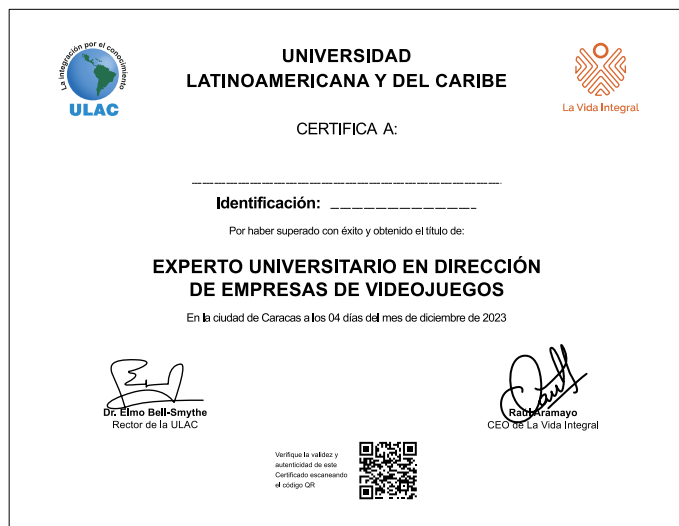 La integración por el conocimiento
ULAC
UNIVERSIDAD
LATINOAMERICANA Y DEL CARIBE
La Vida Integral
CERTIFICA A:
Identificación:
Por haber superado con éxito y obtenido el título de:
EXPERTO UNIVERSITARIO EN DIRECCIÓN
DE EMPRESAS DE VIDEOJUEGOS
En la ciudad de Caracas a los 04 días del mes de diciembre de 2023
Dr. Elmo Bell-Smythe
Rector de la ULAC
Raúl Aramayo
CEO de La Vida Integral
Verifique la validez y
autenticidad de este
Certificado escaneando
el código QR